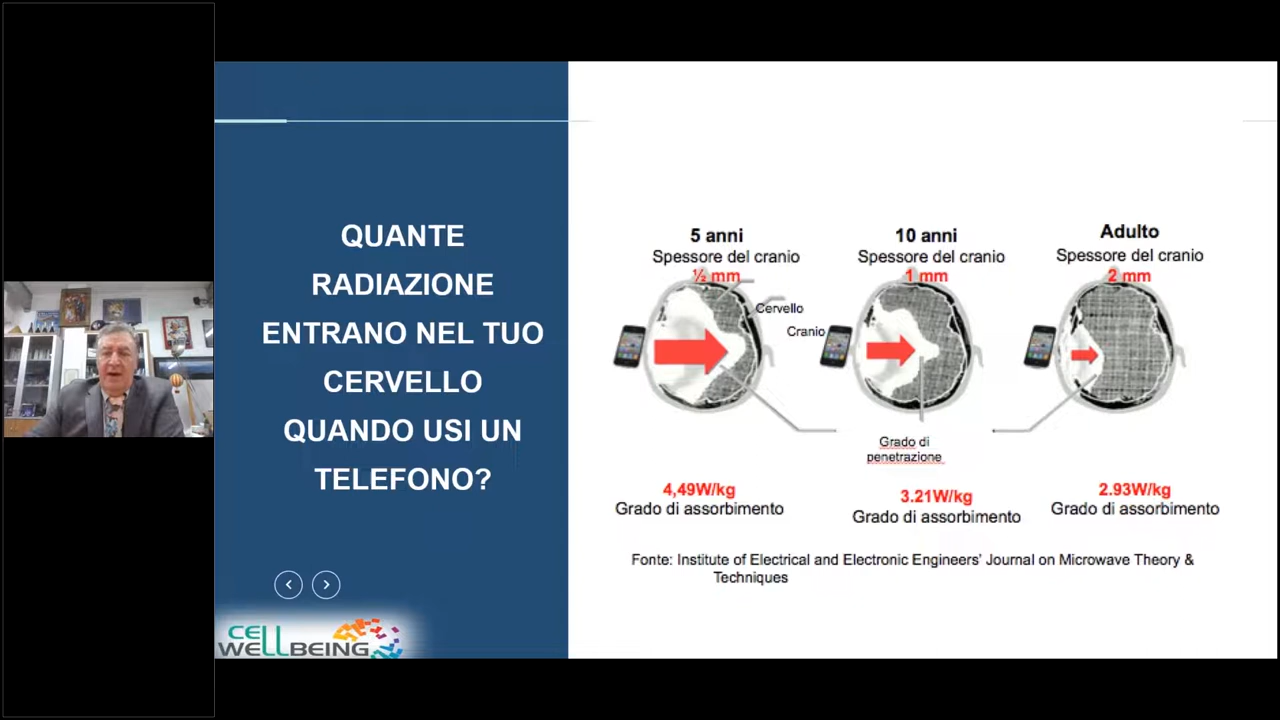 QUANTE
RADIAZIONE
ENTRANO NEL TUO
CERVELLO
QUANDO USI UN
TELEFONO?
CELL
WELLBEING
5 anni
Spessore del cranio
½ mm
Cervello
Cranio
10 anni
Spessore del cranio
1 mm
Adulto
Spessore del cranio
2 mm
Grado di
penetrazione
4,49W/kg
Grado di assorbimento
3.21W/kg
Grado di assorbimento
2.93W/kg
Grado di assorbimento
Fonte: Institute of Electrical and Electronic Engineers' Journal on Microwave Theory &
Techniques